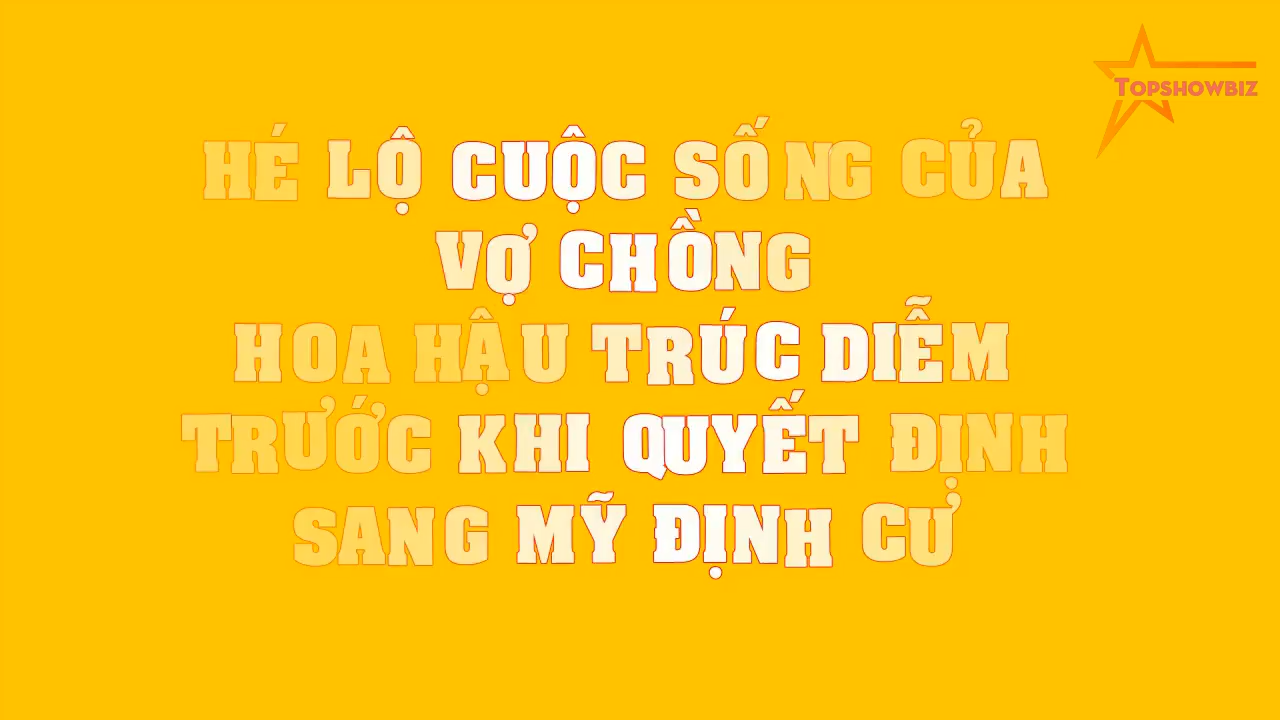 TOPSHOWBIZ
HÉ LỘ CUỘC SỐNG CỦA
VỢ CHỒNG
HOA HẬU TRÚC DIỄM
TRƯỚC KHI QUYẾT ĐỊNH
SANG MỸ ĐỊNH CƯ